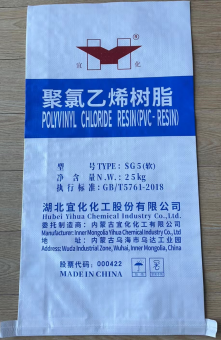 宜 化
®
聚氯乙烯树脂
POLYVINYL CHLORIDE RESIN(PVC- RESIN)
型 号TYPE: SG5(软)
净 含 量N.W.: 25kg
执行标准:GB/T5761-2018
湖北宜化化工股份有限公司
Hubei Yihua Chemical Industry Co., Ltd.
委托制造商:内蒙古宜化化工有限公司
Manufacturer: Inner Mongolia Yihua Chemical Industry Co., Ltd
地 址:内蒙古乌海市乌达工业园
Address: Wuda Industrial Zone, Wuhai, Inner Mongolia, China
股票代码:000422
MADE IN CHINA